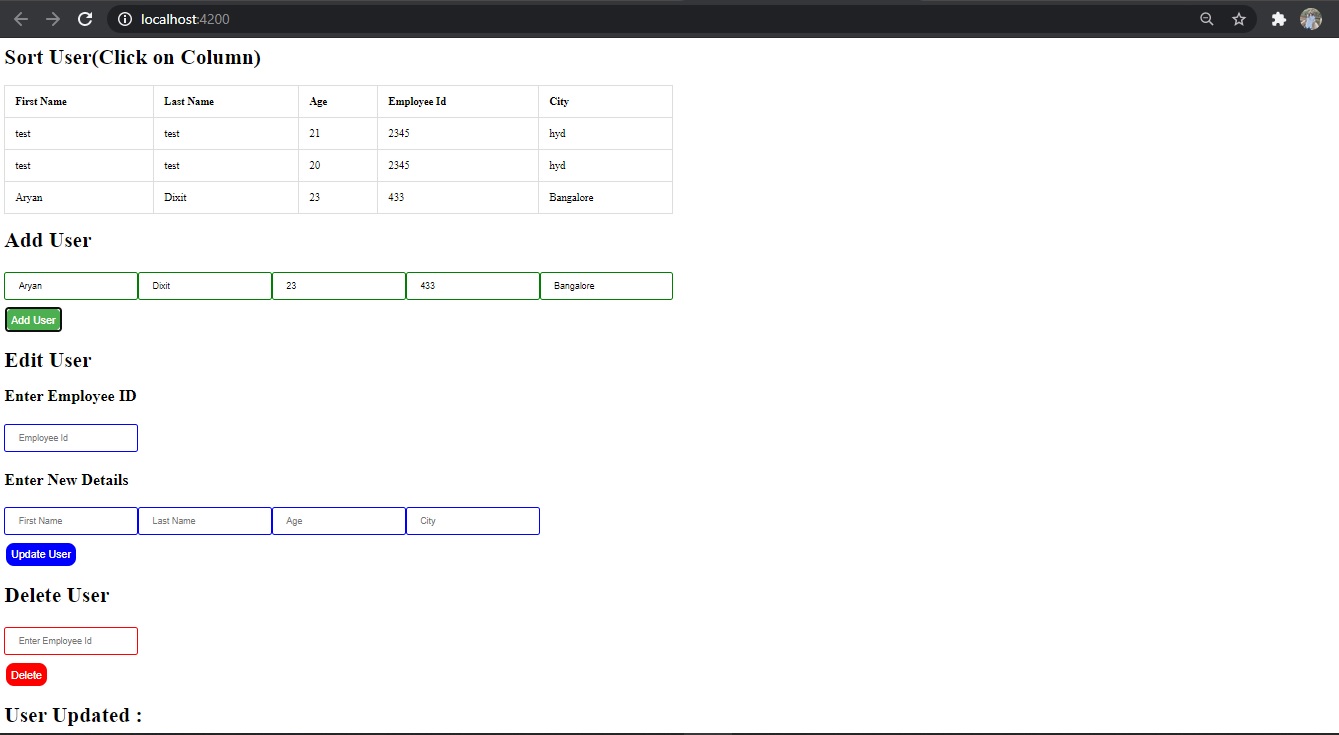 localhost:4200
Sort User(Click on Column)
First Name Last Name Age Employee Id City
test test 21 2345 hyd
test test 20 2345 hyd
Aryan Dixit 23 433 Bangalore
Add User
Aryan Dixit 23 433 Bangalore
Add User
Edit User
Enter Employee ID
Employee Id
Enter New Details
First Name Last Name Age City
Update User
Delete User
Enter Employee Id
Delete
User Updated :